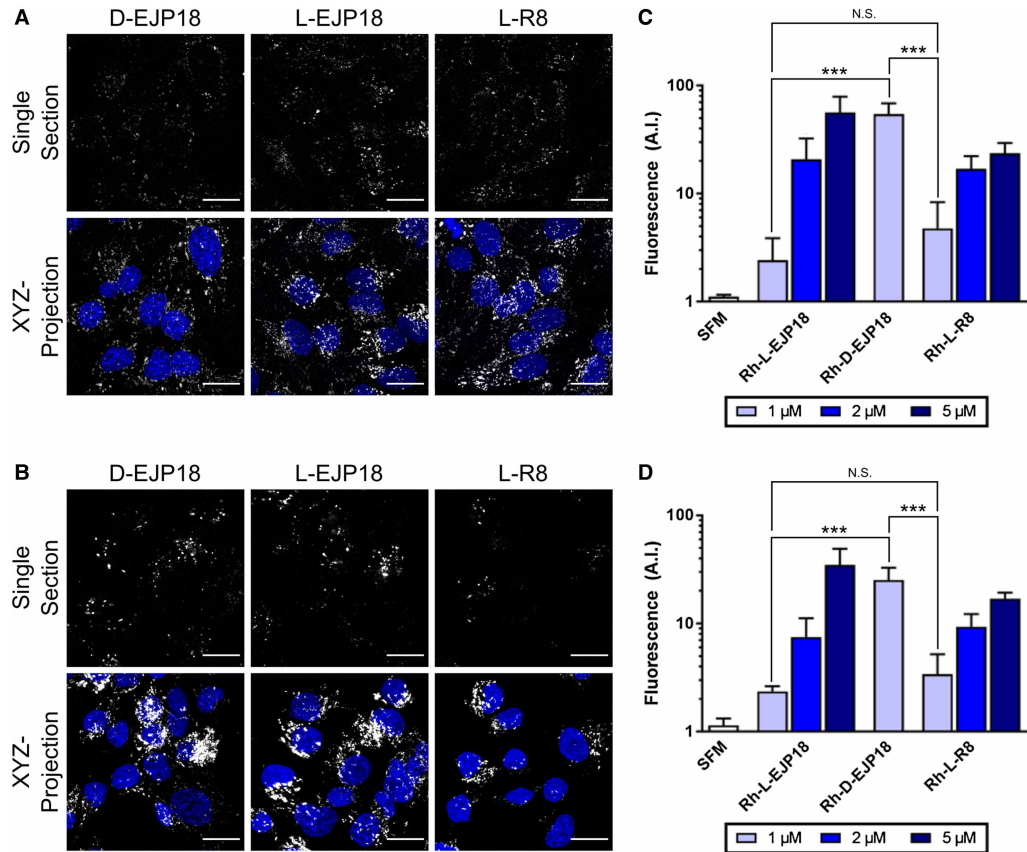 A
D-EJP18 L-EJP18 L-R8
Single
Section
XYZ-
Projection
B
D-EJP18 L-EJP18 L-R8
Single
Section
XYZ-
Projection
C
N.S.
***
***
Fluorescence (A.I.)
100
10
1
SFM
Rh-L-EJP18
Rh-D-EJP18
Rh-L-R8
1 µM 2 µM 5 µM
D
N.S.
***
***
Fluorescence (A.I.)
100
10
1
SFM
Rh-L-EJP18
Rh-D-EJP18
Rh-L-R8
1 µM 2 µM 5 µM